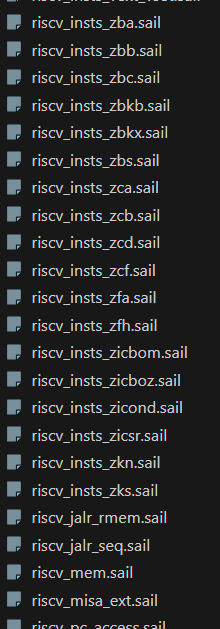 riscv_insts_zba.sail
riscv_insts_zbb.sail
riscv_insts_zbc.sail
riscv_insts_zbkb.sail
riscv_insts_zbkx.sail
riscv_insts_zbs.sail
riscv_insts_zca.sail
riscv_insts_zcb.sail
riscv_insts_zcd.sail
riscv_insts_zcf.sail
riscv_insts_zfa.sail
riscv_insts_zfh.sail
riscv_insts_zicbom.sail
riscv_insts_zicboz.sail
riscv_insts_zicond.sail
riscv_insts_zicsr.sail
riscv_insts_zkn.sail
riscv_insts_zks.sail
riscv_jalr_rmem.sail
riscv_jalr_seq.sail
riscv_mem.sail
riscv_misa_ext.sail
riscv_pc_access.sail